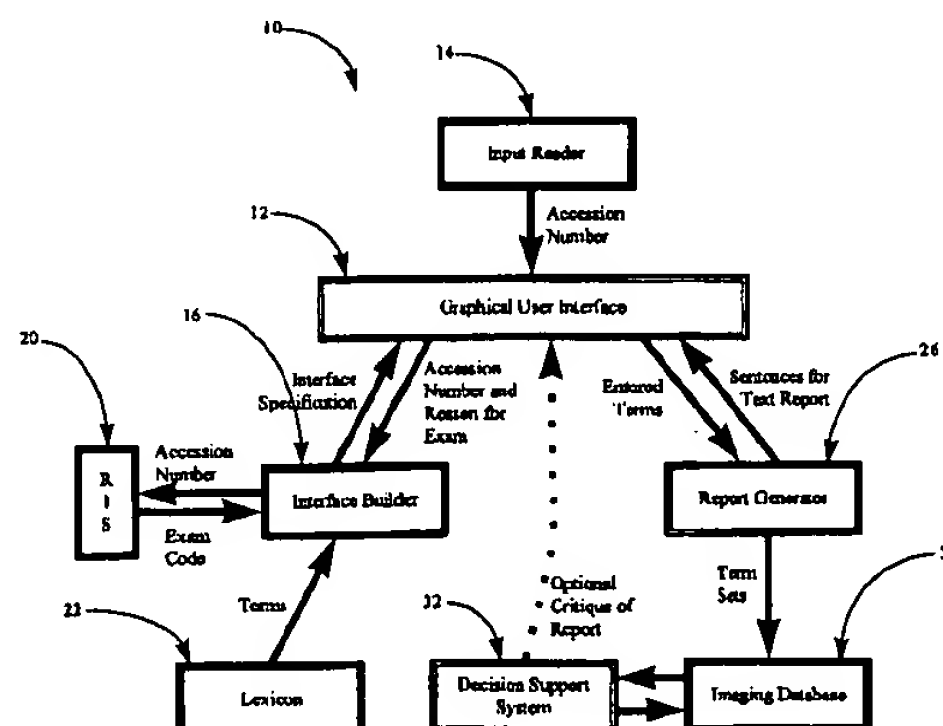 10
14
Input Reader
12
Accession
Number
Graphical User Interface
16
20
26
Interface
Specification
Accession
Number and
Reason for
Exam
Entered
Terms
Sentences for
Text Report
Accession
Number
R
I
S
Interface Builder
Report Generator
Exam
Code
Terms
Optional
Critique of
Report
Term
Sets
22
32
Lexicon
Decision Support
System
Imaging Database